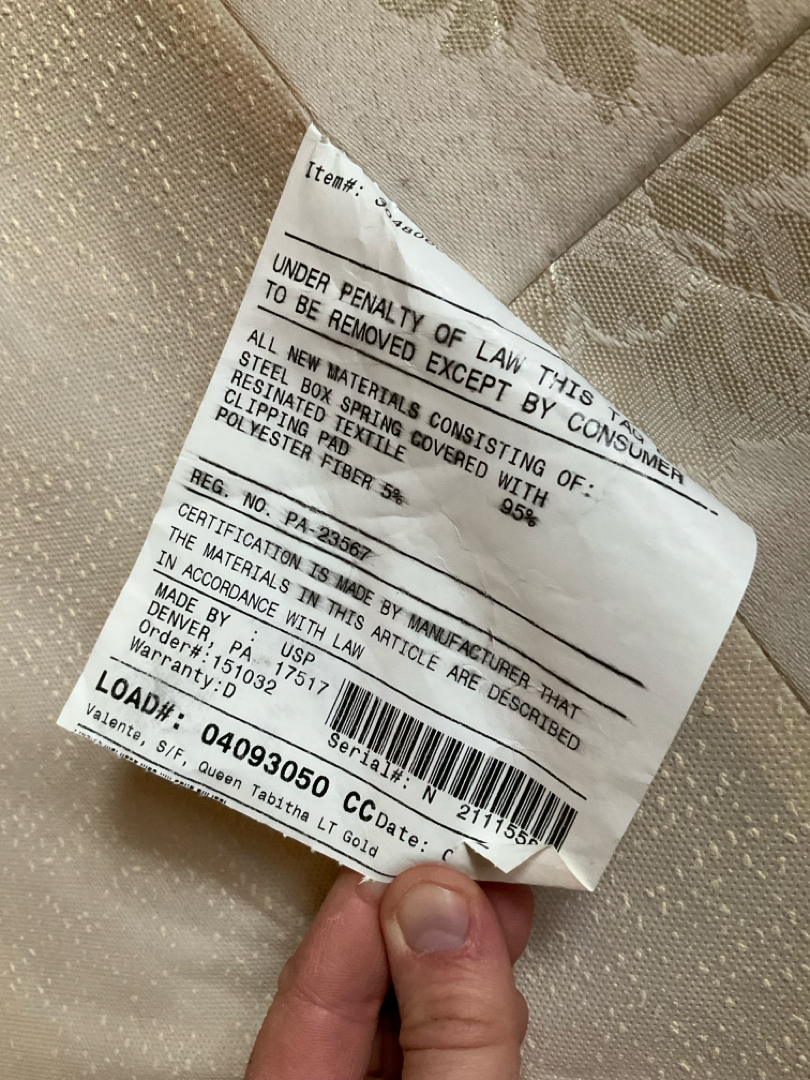 Item#:
UNDER PENALTY OF LAW THIS TAG
TO BE REMOVED EXCEPT BY CONSUMER
ALL NEW MATERIALS CONSISTING OF:
STEEL BOX SPRING COVERED WITH
RESINATED TEXTILE 95%
CLIPPING PAD
POLYESTER FIBER 5%
REG. NO. PA-23567
CERTIFICATION IS MADE BY MANUFACTURER THAT
THE MATERIALS IN THIS ARTICLE ARE DESCRIBED
IN ACCORDANCE WITH LAW
MADE BY : USP
DENVER, PA 17517
Order#:151032
Warranty:D
Serial#: N 211155
LOAD#: 04093050 CC Date:
Valente, S/F, Queen Tabitha LT Gold